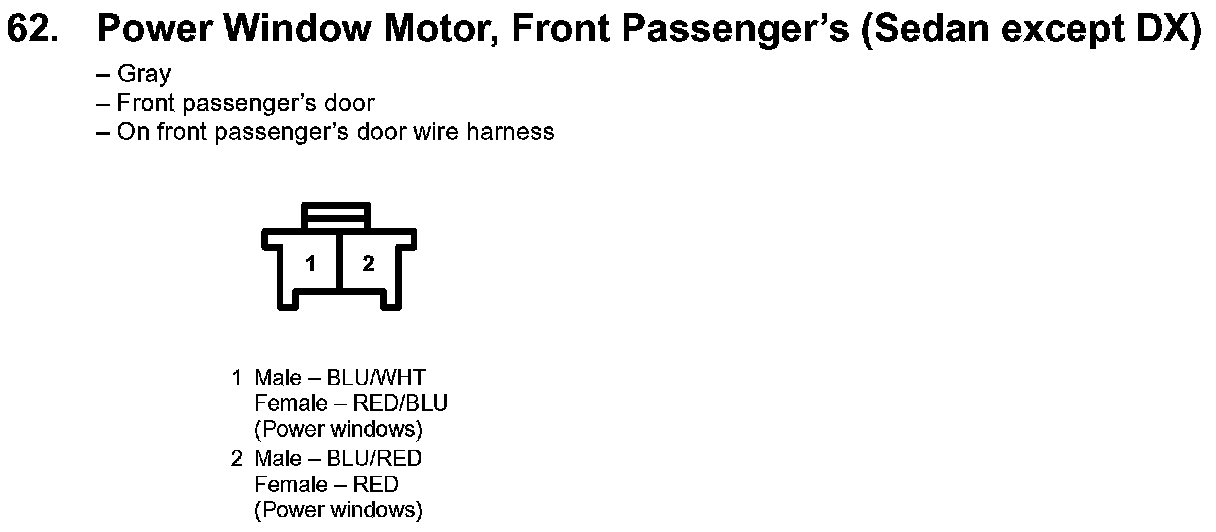 62. Power Window Motor, Front Passenger's (Sedan except DX)
– Gray
– Front passenger's door
– On front passenger's door wire harness
1 2
1 Male – BLU/WHT
Female – RED/BLU
(Power windows)
2 Male – BLU/RED
Female – RED
(Power windows)